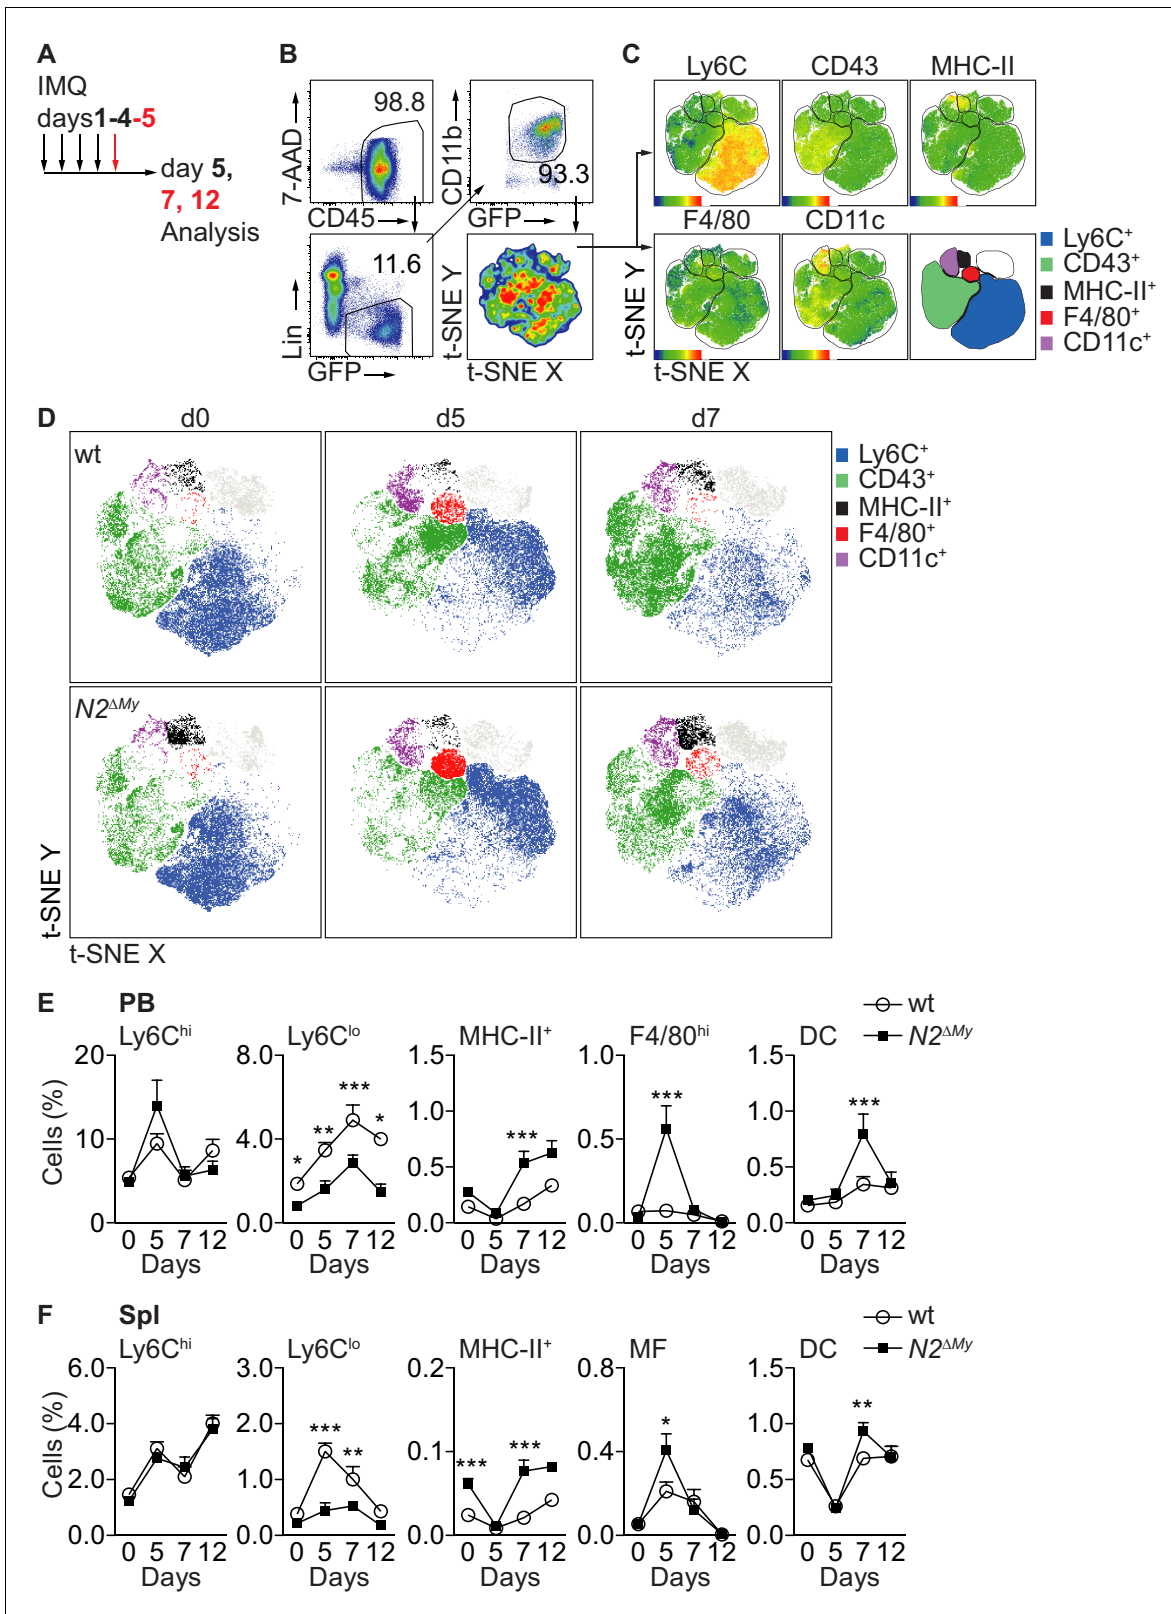 A
IMQ
days1-4-5
day 5,
7, 12
Analysis
B
98.8
7-AAD
CD45
CD11b
93.3
GFP
11.6
Lin
GFP
t-SNE Y
t-SNE X
C
Ly6C CD43 MHC-II
F4/80 CD11c
t-SNE Y
t-SNE X
Ly6C+
CD43+
MHC-II+
F4/80+
CD11c+
D
d0 d5 d7
wt
N2ΔMy
t-SNE Y
t-SNE X
Ly6C+
CD43+
MHC-II+
F4/80+
CD11c+
E PB
wt
N2ΔMy
Ly6Chi Ly6Clo MHC-II+ F4/80hi DC
Cells (%)
20 10 0
8.0 4.0 0.0
1.5 1.0 0.5 0.0
1.0 0.5 0.0
1.5 1.0 0.5 0.0
* ** *** *
***
***
***
0 5 7 12 0 5 7 12 0 5 7 12 0 5 7 12 0 5 7 12
Days Days Days Days Days
F Spl
wt
N2ΔMy
Ly6Chi Ly6Clo MHC-II+ MF DC
Cells (%)
6.0 4.0 2.0 0.0
3.0 2.0 1.0 0.0
0.2 0.1 0.0
0.8 0.4 0.0
1.5 1.0 0.5 0.0
*** **
*** ***
*
**
0 5 7 12 0 5 7 12 0 5 7 12 0 5 7 12 0 5 7 12
Days Days Days Days Days